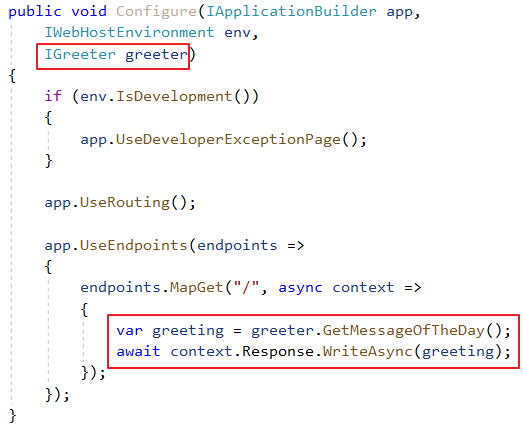 public void Configure(IApplicationBuilder app,
    IWebHostEnvironment env,
    IGreeter greeter)
{
    if (env.IsDevelopment())
    {
        app.UseDeveloperExceptionPage();
    }

    app.UseRouting();

    app.UseEndpoints(endpoints =>
    {
        endpoints.MapGet("/", async context =>
        {
            var greeting = greeter.GetMessageOfTheDay();
            await context.Response.WriteAsync(greeting);
        });
    });
}